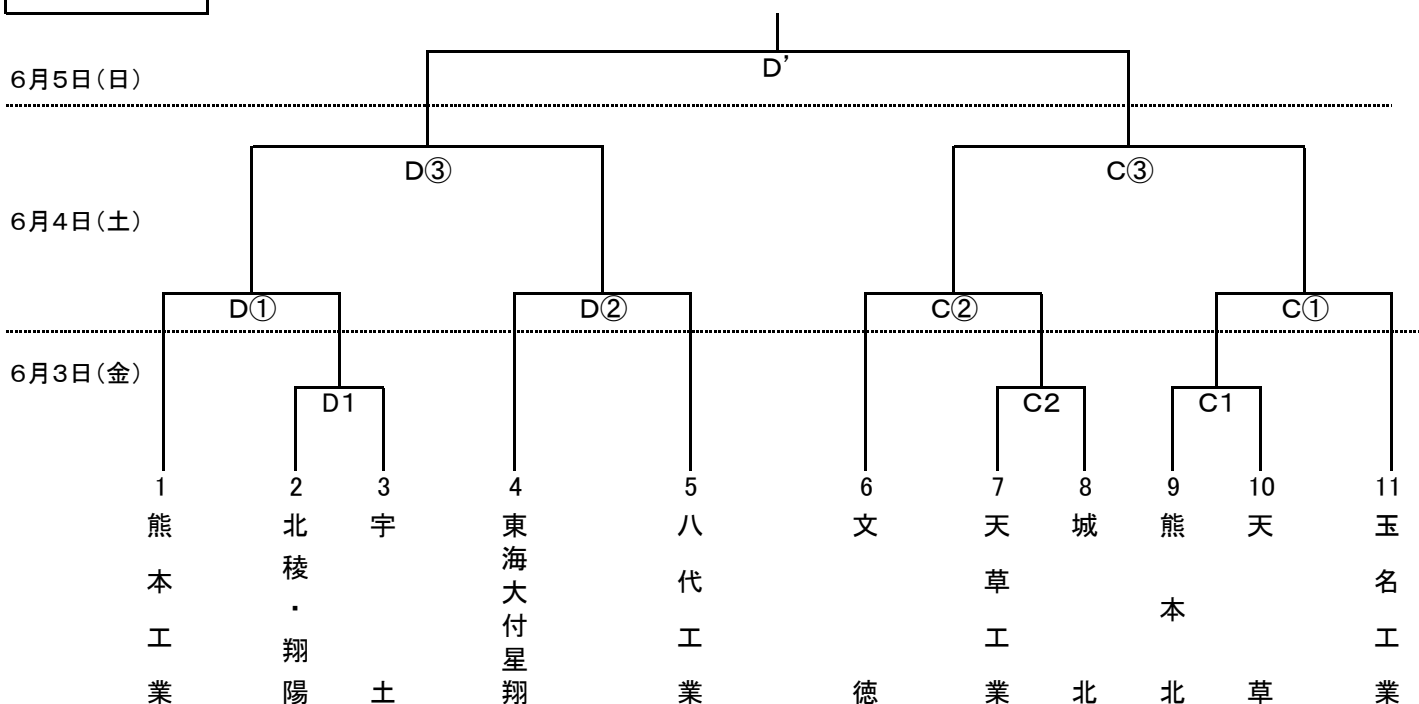 D’
6月5日(日)
D③
C③
6月4日(土)
D①
D②
C②
C①
6月3日(金)
D1
C2
C1
1
2
3
4
5
6
7
8
9
10
11
熊本工業
北稜・翔陽
宇土
東海大付星翔
八代工業
文徳
天草工業
城北
熊本北
天草
玉名工業